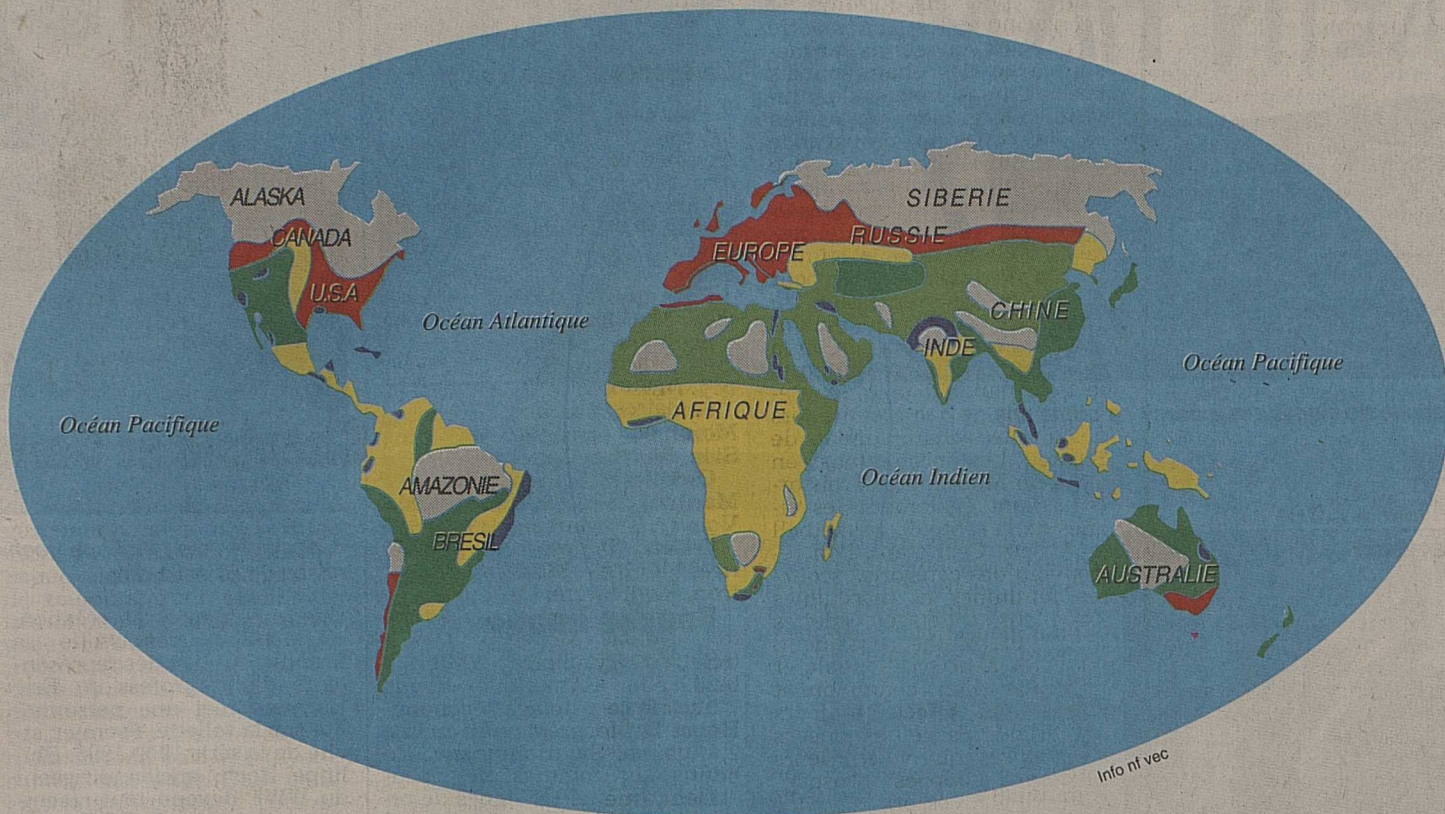 ALASKA
SIBERIE
CANADA
RUSSIE
EUROPE
U.S.A
CHINE
Océan Atlantique
INDE
Océan Pacifique
AFRIQUE
Océan Pacifique
Océan Indien
AMAZONIE
BRESIL
AUSTRALIE
Info nf vec